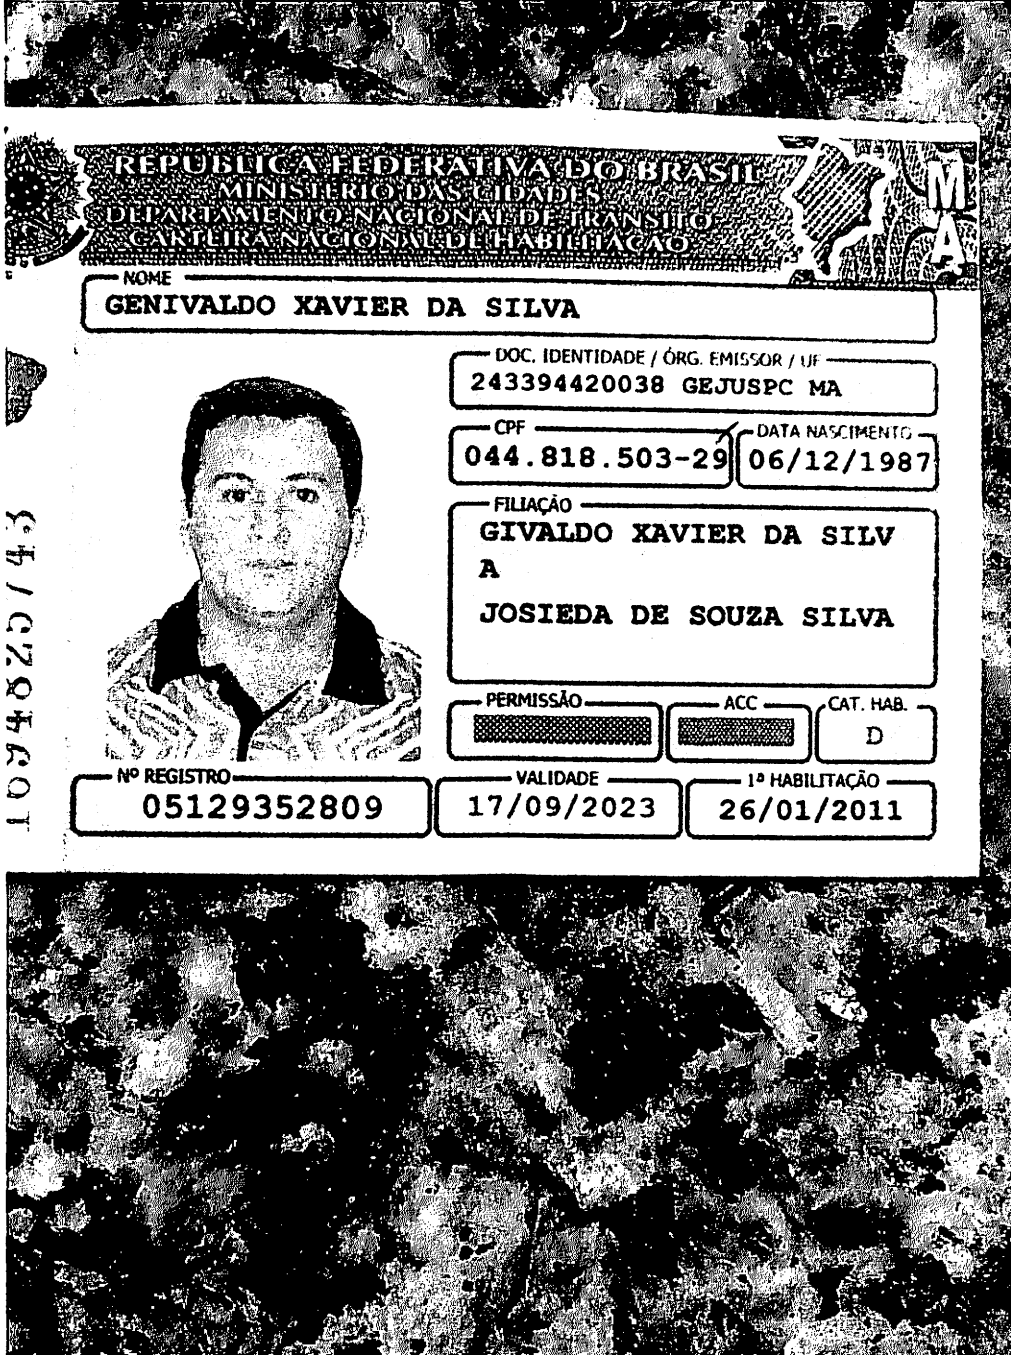 REPÚBLICA FEDERATIVA DO BRASIL
MINISTÉRIO DAS CIDADES
DEPARTAMENTO NACIONAL DE TRÂNSITO
CARTEIRA NACIONAL DE HABILITAÇÃO
MA
NOME
GENIVALDO XAVIER DA SILVA
DOC. IDENTIDADE / ÓRG. EMISSOR / UF
243394420038 GEJUSPC MA
CPF
044.818.503-29
DATA NASCIMENTO
06/12/1987
FILIAÇÃO
GIVALDO XAVIER DA SILV
A
JOSIEDA DE SOUZA SILVA
PERMISSÃO
ACC
CAT. HAB.
D
Nº REGISTRO
05129352809
VALIDADE
17/09/2023
1ª HABILITAÇÃO
26/01/2011